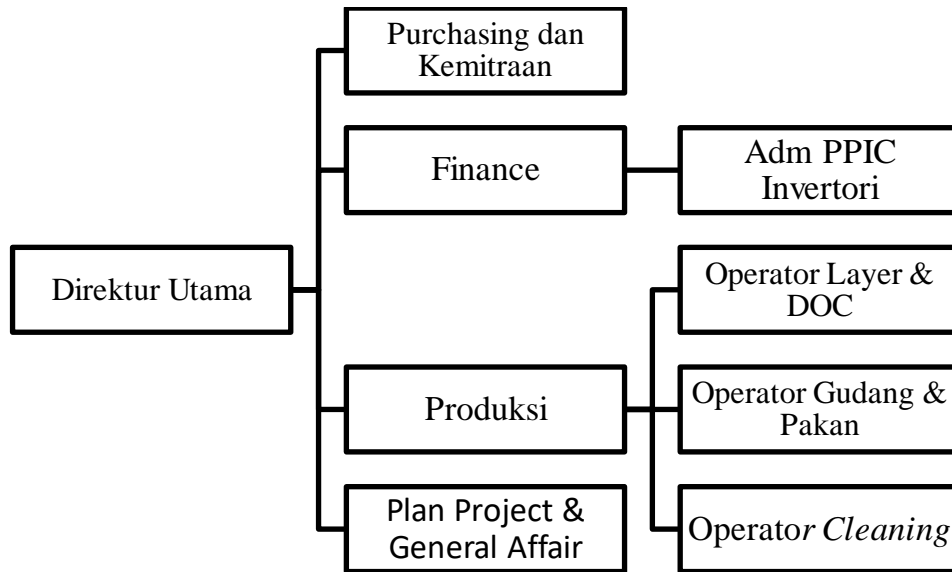 Purchasing dan
Kemitraan
Finance
Adm PPIC
Invertori
Direktur Utama
Operator Layer &
DOC
Produksi
Operator Gudang &
Pakan
Plan Project &
General Affair
Operator Cleaning